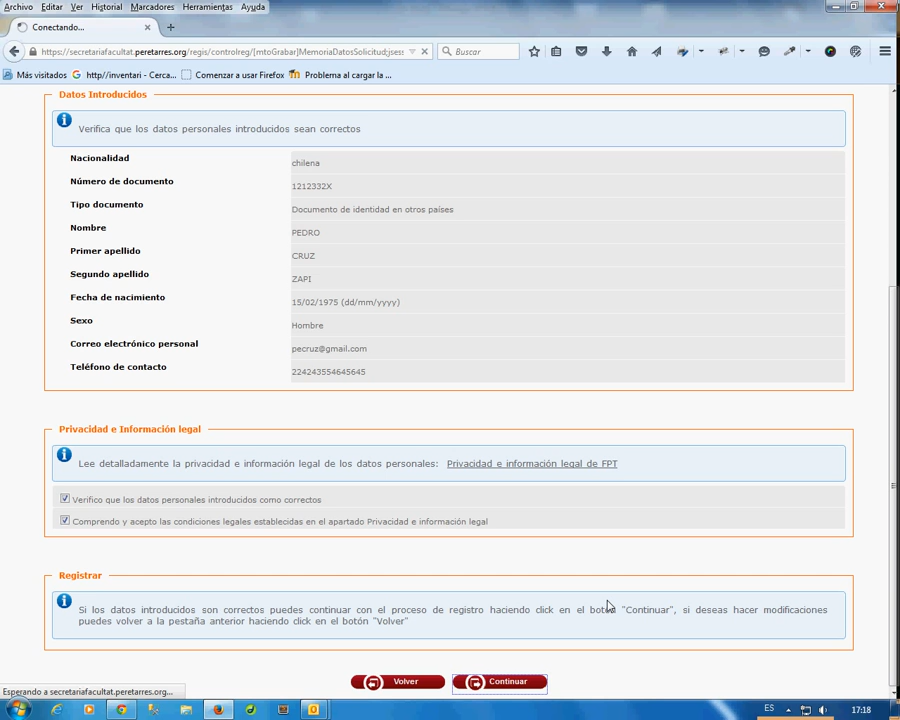 Archivo Editar Ver Historial Marcadores Herramientas Ayuda
Conectando...
https://secretariafacultat.peretarres.org/regis/controlreg/[mtoGrabar]MemoriaDatosSolicitud;jsess
Buscar
Más visitados http//inventari - Cerca... Comenzar a usar Firefox Problema al cargar la ...
Datos Introducidos
Verifica que los datos personales introducidos sean correctos
Nacionalidad chilena
Número de documento 1212332X
Tipo documento Documento de identidad en otros países
Nombre PEDRO
Primer apellido CRUZ
Segundo apellido ZAPI
Fecha de nacimiento 15/02/1975 (dd/mm/yyyy)
Sexo Hombre
Correo electrónico personal pecruz@gmail.com
Teléfono de contacto 224243554645645
Privacidad e Información legal
Lee detalladamente la privacidad e información legal de los datos personales: Privacidad e información legal de FPT
Verifico que los datos personales introducidos como correctos
Comprendo y acepto las condiciones legales establecidas en el apartado Privacidad e información legal
Registrar
Si los datos introducidos son correctos puedes continuar con el proceso de registro haciendo click en el botón "Continuar", si deseas hacer modificaciones
puedes volver a la pestaña anterior haciendo click en el botón "Volver"
Volver Continuar
Esperando a secretariafacultat.peretarres.org...
ES 17:18